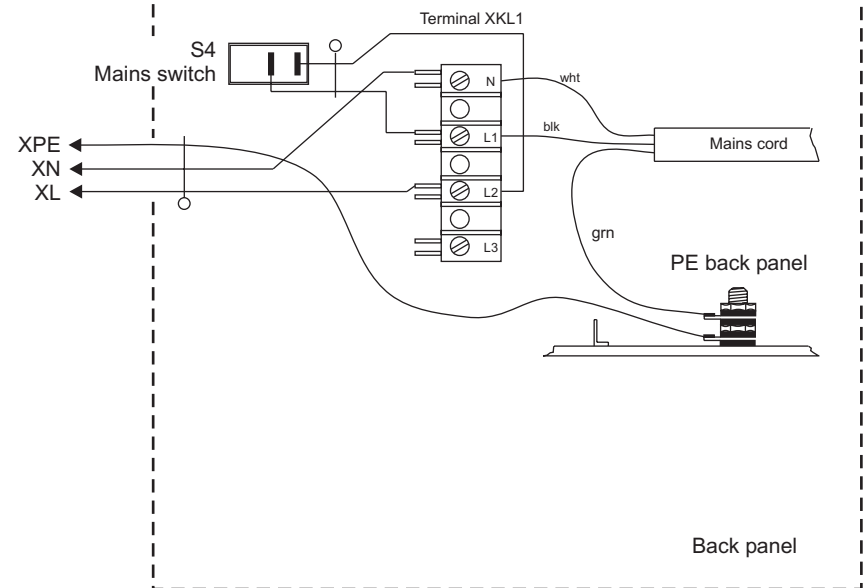 Terminal XKL1
S4
Mains switch
N
wht
blk
L1
Mains cord
XPE
XN
XL
L2
grn
L3
PE back panel
Back panel